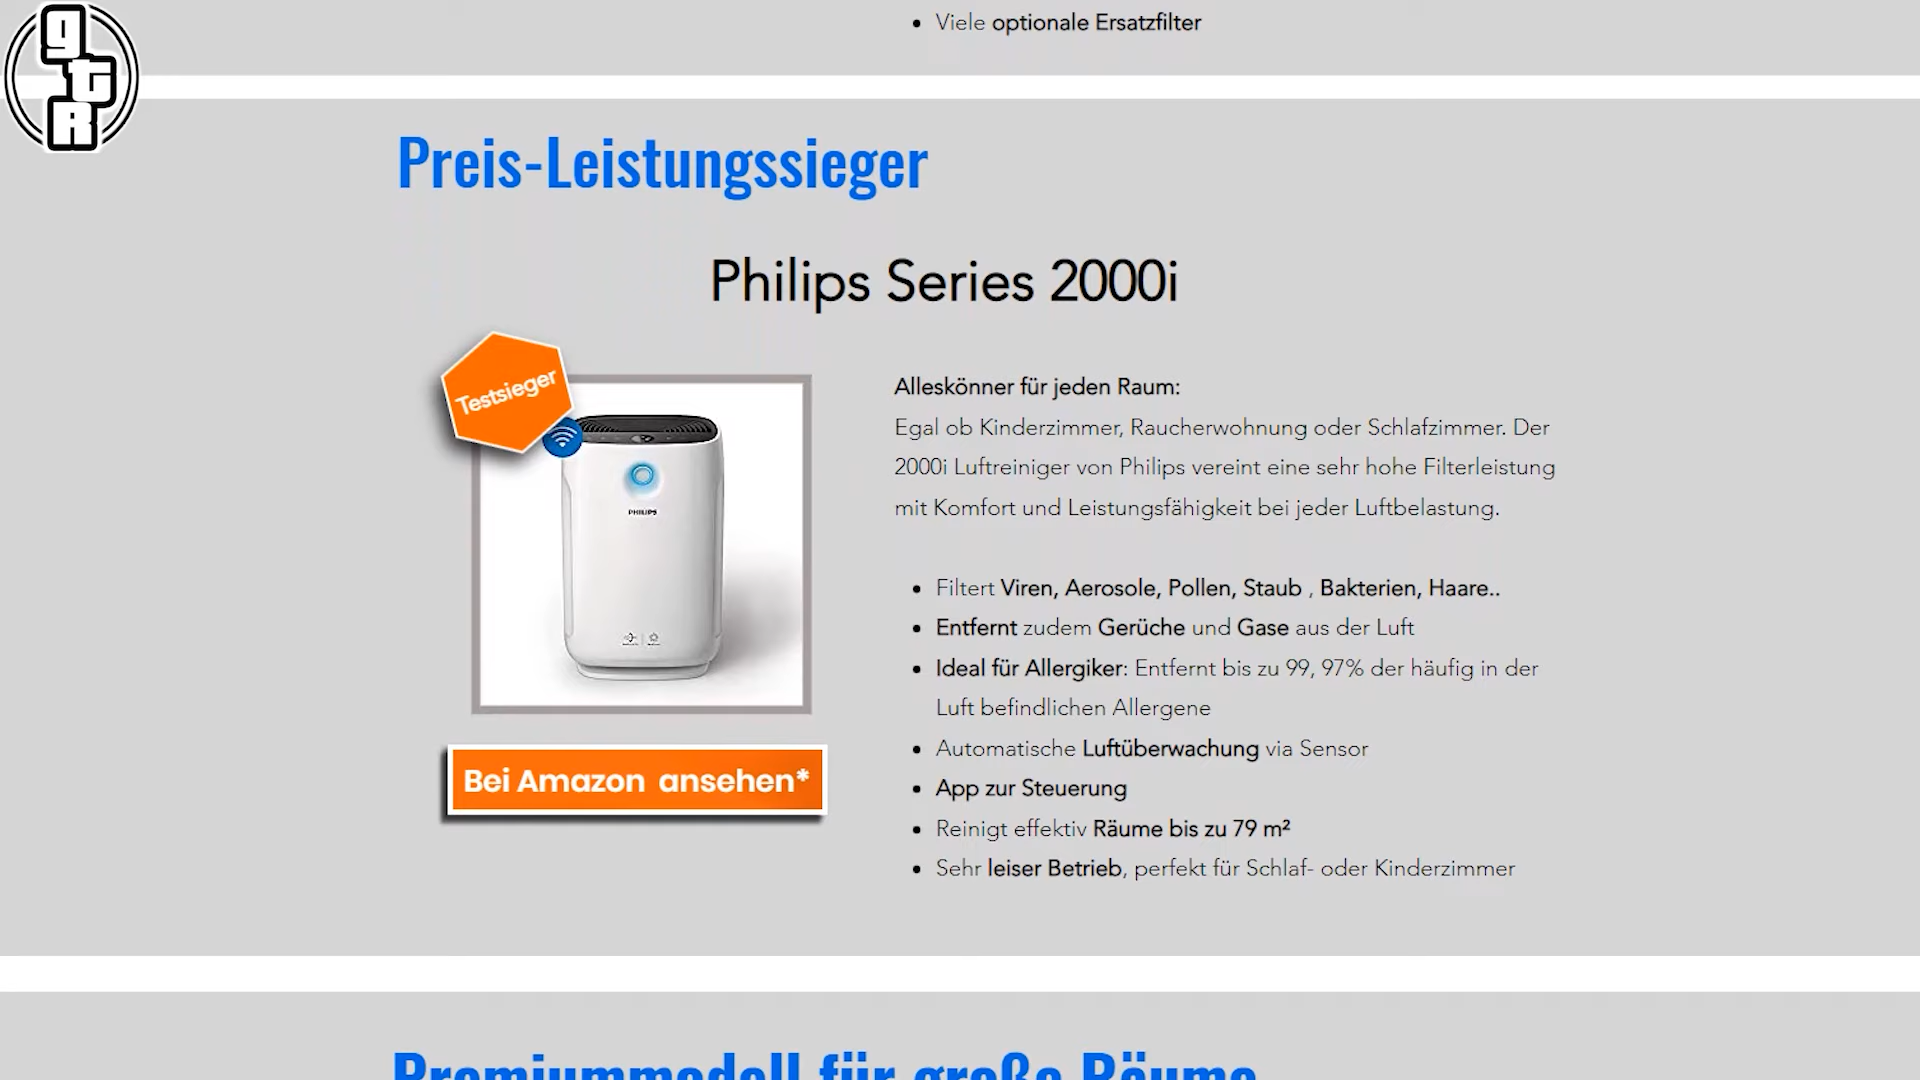 gtR
Viele optionale Ersatzfilter
Preis-Leistungssieger
Philips Series 2000i
Testsieger
PHILIPS
Alleskönner für jeden Raum:
Egal ob Kinderzimmer, Raucherwohnung oder Schlafzimmer. Der
2000i Luftreiniger von Philips vereint eine sehr hohe Filterleistung
mit Komfort und Leistungsfähigkeit bei jeder Luftbelastung.
Filtert Viren, Aerosole, Pollen, Staub , Bakterien, Haare..
Entfernt zudem Gerüche und Gase aus der Luft
Ideal für Allergiker: Entfernt bis zu 99, 97% der häufig in der
Luft befindlichen Allergene
Automatische Luftüberwachung via Sensor
App zur Steuerung
Reinigt effektiv Räume bis zu 79 m²
Sehr leiser Betrieb, perfekt für Schlaf- oder Kinderzimmer
Bei Amazon ansehen*
Premiummodell für große Räume